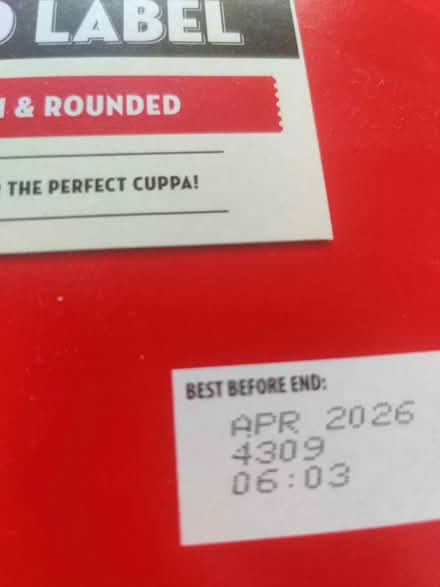 LABEL
& ROUNDED
THE PERFECT CUPPA!
BEST BEFORE END:
APR 2026
4309
06:03